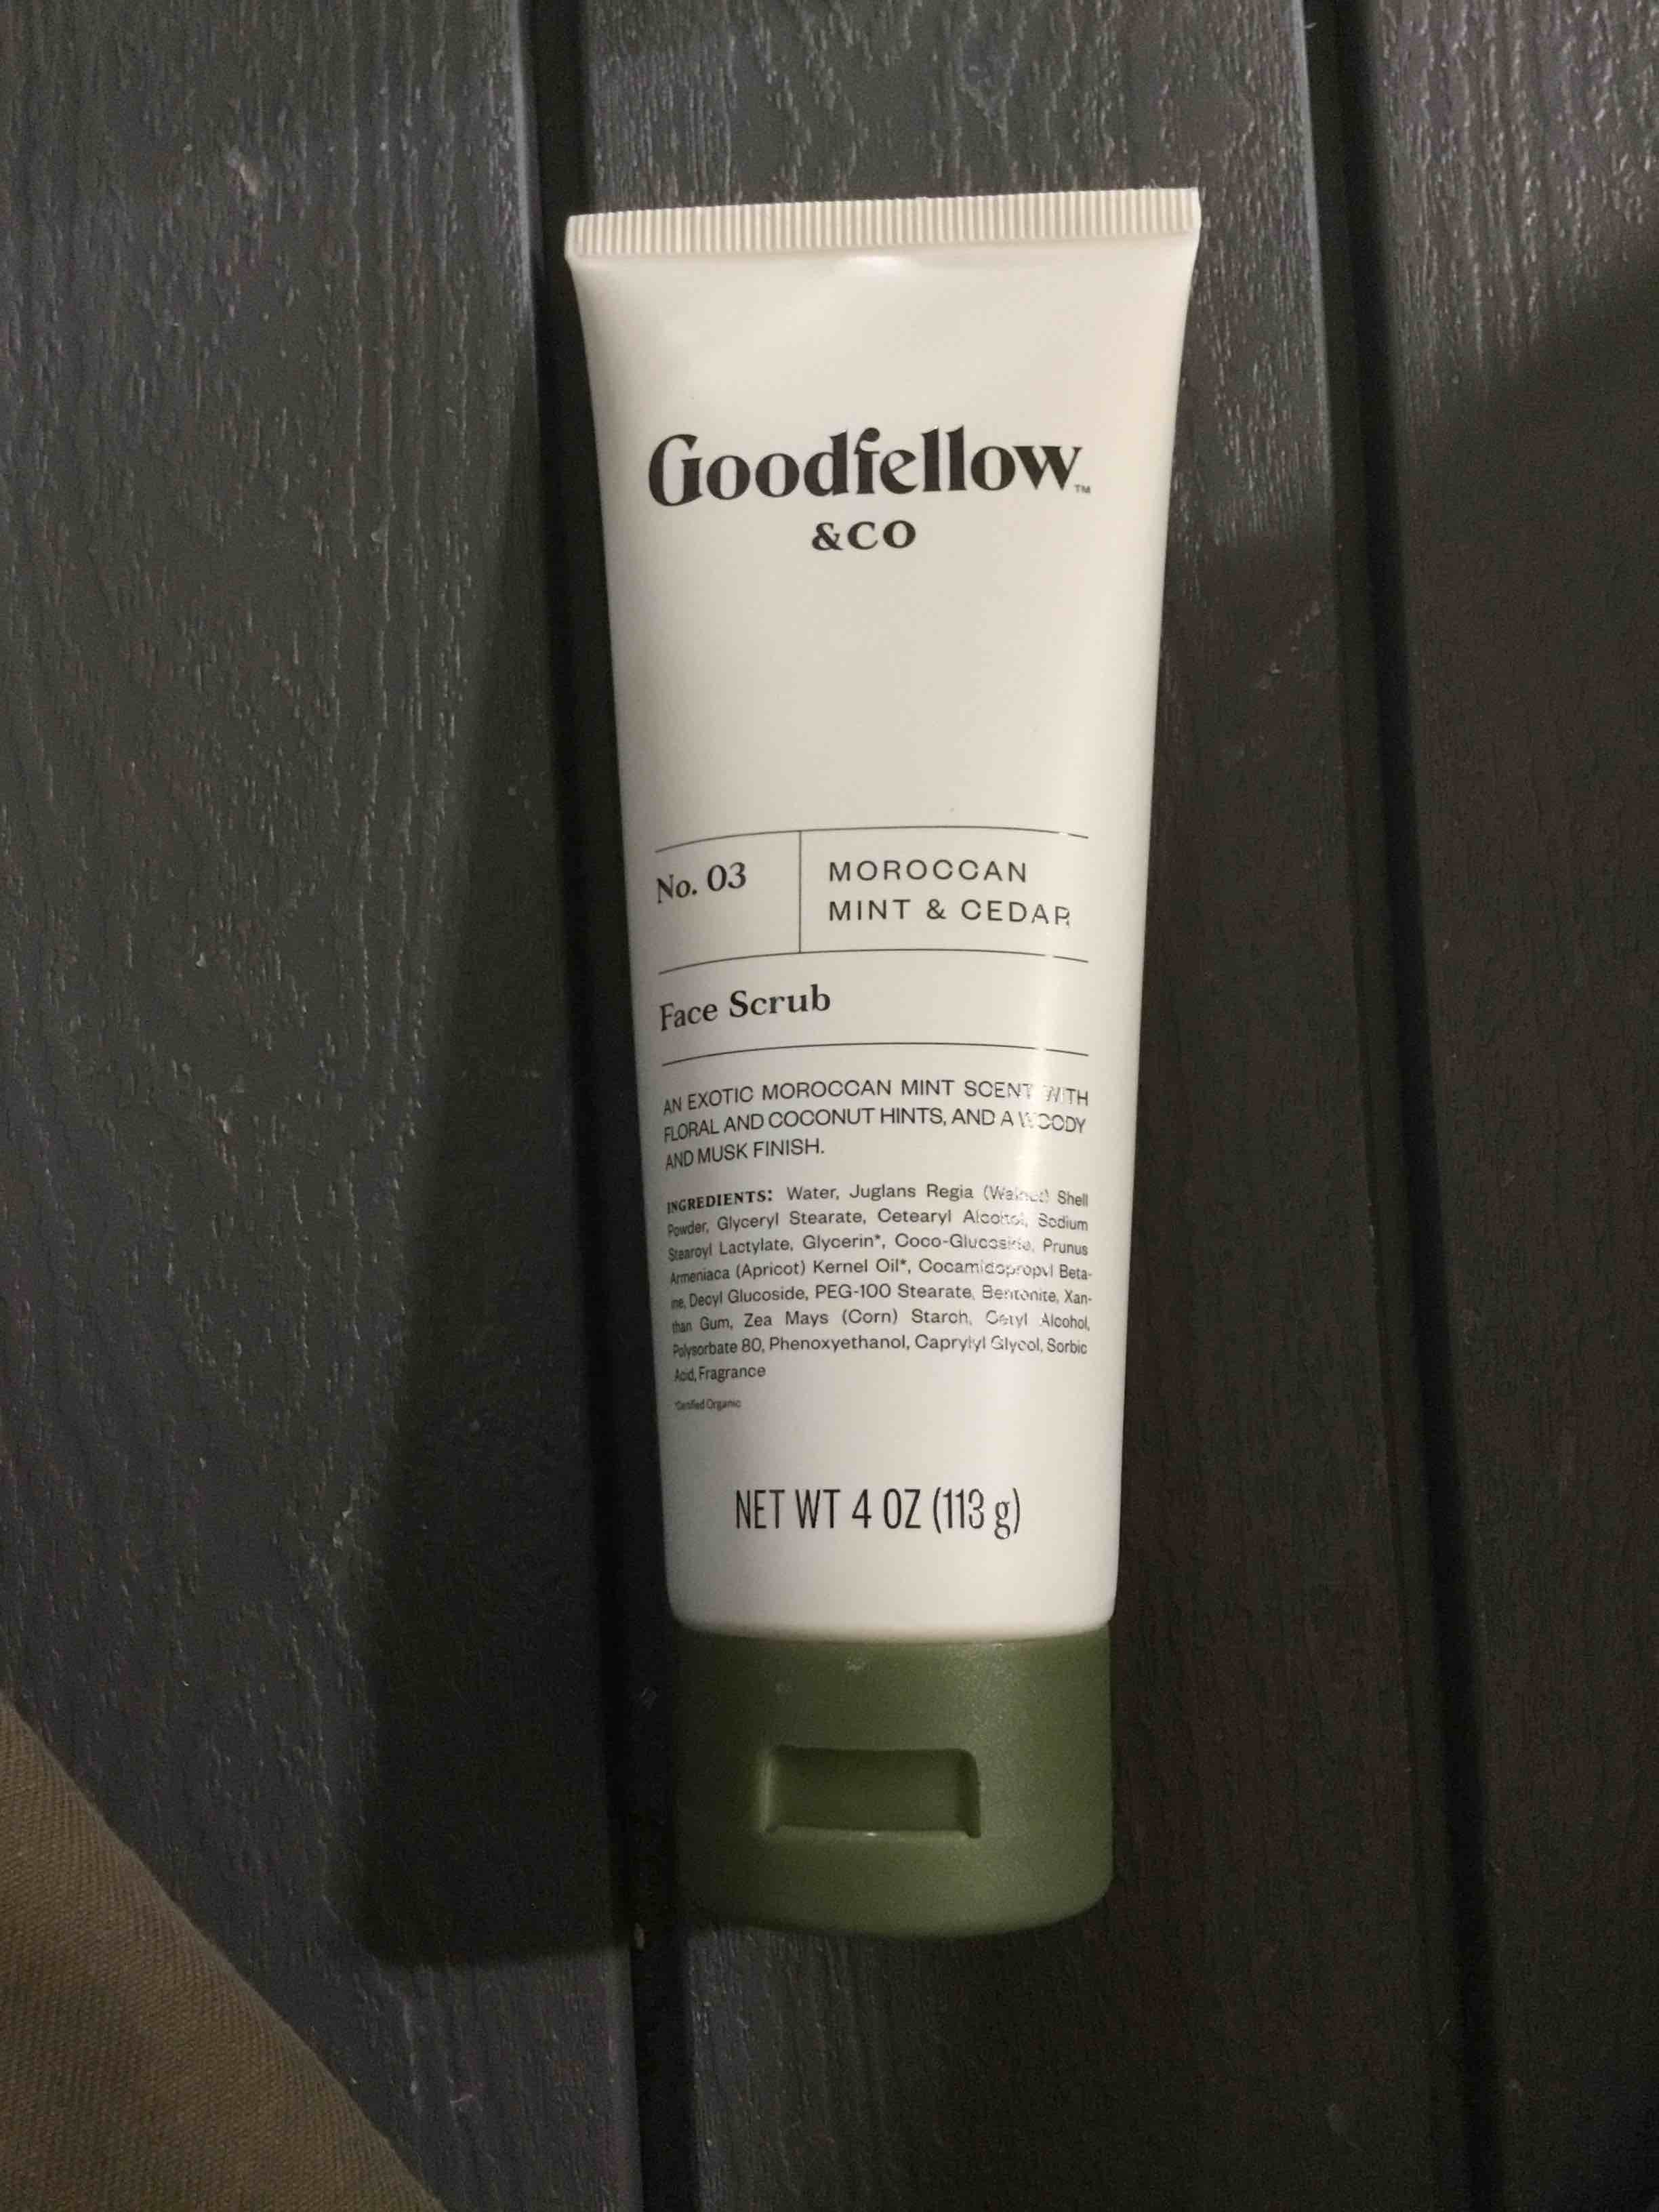 Goodfellow™
&CO
No. 03
MOROCCAN
MINT & CEDAR
Face Scrub
AN EXOTIC MOROCCAN MINT SCENT WITH
FLORAL AND COCONUT HINTS, AND A WOODY
AND MUSK FINISH.
INGREDIENTS: Water, Juglans Regia (Walnut) Shell
Powder, Glyceryl Stearate, Cetearyl Alcohol, Sodium
Stearoyl Lactylate, Glycerin*, Coco-Glucoside, Prunus
Armeniaca (Apricot) Kernel Oil*, Cocamidopropyl Beta-
ine, Decyl Glucoside, PEG-100 Stearate, Bentonite, Xan-
than Gum, Zea Mays (Corn) Starch, Cetyl Alcohol,
Polysorbate 80, Phenoxyethanol, Caprylyl Glycol, Sorbic
Acid, Fragrance
*Certified Organic
NET WT 4 OZ (113 g)